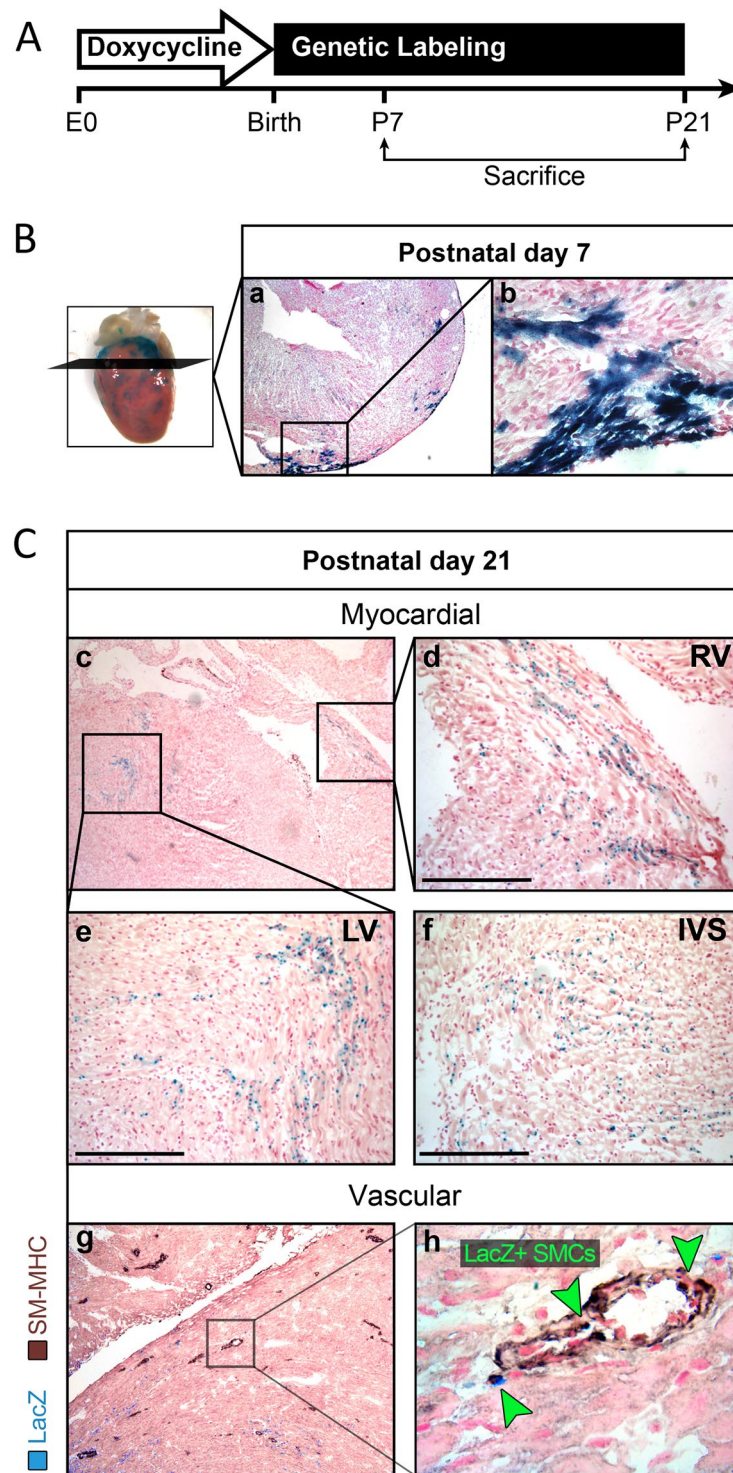 A
Doxycycline
Genetic Labeling
E0
Birth
P7
P21
Sacrifice
B
Postnatal day 7
a
b
C
Postnatal day 21
Myocardial
c
d
RV
e
LV
f
IVS
Vascular
g
h
LacZ+ SMCs
LacZ
SM-MHC